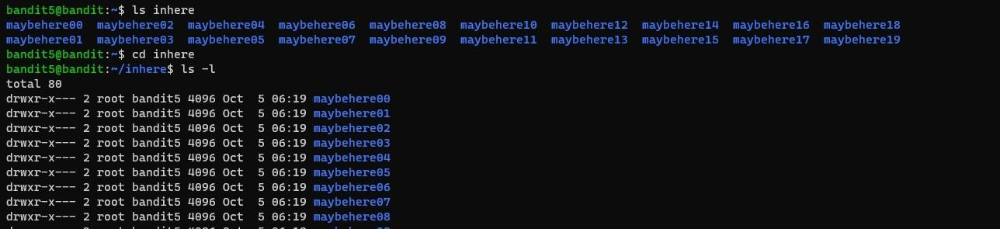 bandit5@bandit:~$ ls inhere
maybehere00  maybehere02  maybehere04  maybehere06  maybehere08  maybehere10  maybehere12  maybehere14  maybehere16  maybehere18
maybehere01  maybehere03  maybehere05  maybehere07  maybehere09  maybehere11  maybehere13  maybehere15  maybehere17  maybehere19
bandit5@bandit:~$ cd inhere
bandit5@bandit:~/inhere$ ls -l
total 80
drwxr-x--- 2 root bandit5 4096 Oct  5 06:19 maybehere00
drwxr-x--- 2 root bandit5 4096 Oct  5 06:19 maybehere01
drwxr-x--- 2 root bandit5 4096 Oct  5 06:19 maybehere02
drwxr-x--- 2 root bandit5 4096 Oct  5 06:19 maybehere03
drwxr-x--- 2 root bandit5 4096 Oct  5 06:19 maybehere04
drwxr-x--- 2 root bandit5 4096 Oct  5 06:19 maybehere05
drwxr-x--- 2 root bandit5 4096 Oct  5 06:19 maybehere06
drwxr-x--- 2 root bandit5 4096 Oct  5 06:19 maybehere07
drwxr-x--- 2 root bandit5 4096 Oct  5 06:19 maybehere08